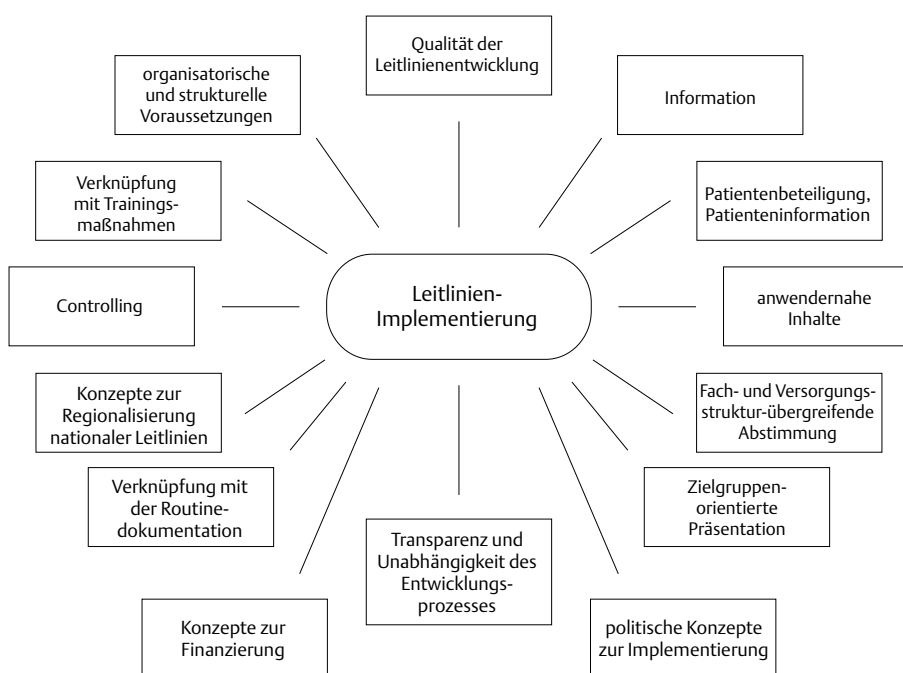 Qualität der
Leitlinienentwicklung
organisatorische
und strukturelle
Voraussetzungen
Information
Verknüpfung
mit Trainings-
maßnahmen
Patientenbeteiligung,
Patienteninformation
Controlling
Leitlinien-
Implementierung
anwendernahe
Inhalte
Konzepte zur
Regionalisierung
nationaler Leitlinien
Fach- und Versorgungs-
struktur-übergreifende
Abstimmung
Verknüpfung mit
der Routine-
dokumentation
Zielgruppen-
orientierte
Präsentation
Transparenz und
Unabhängigkeit des
Entwicklungs-
prozesses
Konzepte zur
Finanzierung
politische Konzepte
zur Implementierung